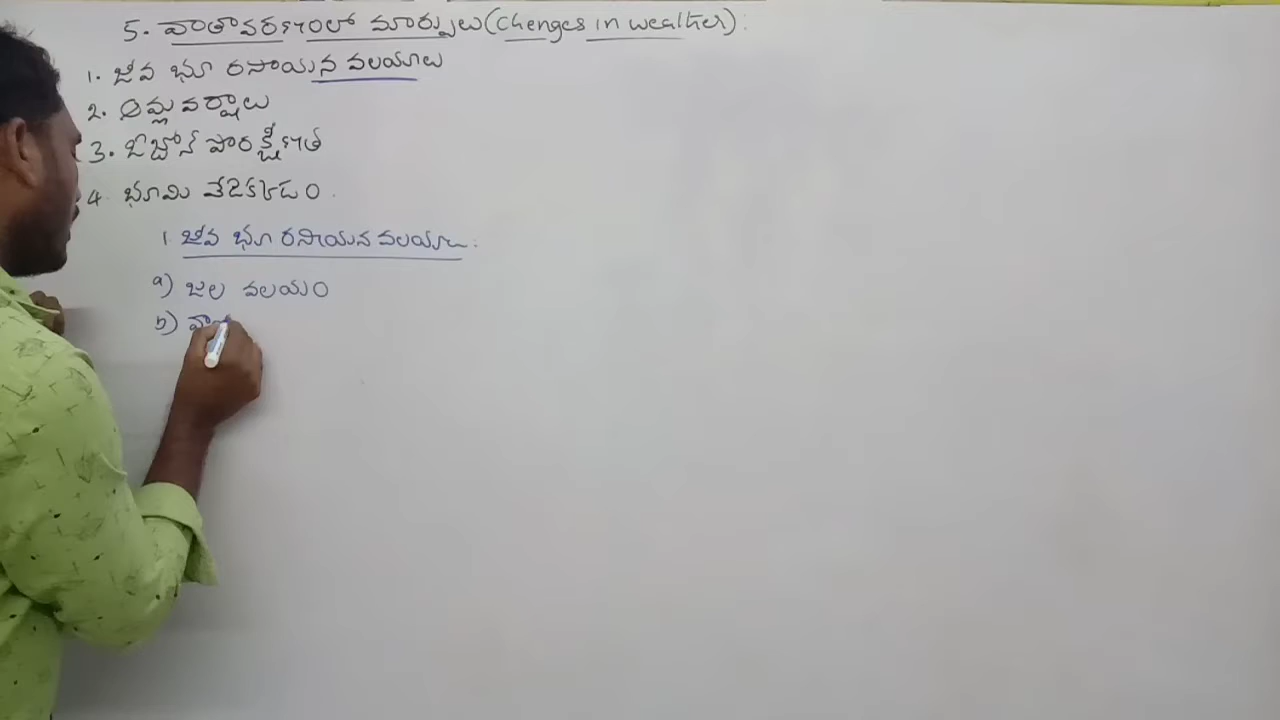 5. వాతావరణంలో మార్పులు(Chenges in wealther):
1. జీవ భూ రసాయన వలయాలు
2. ఆమ్ల వర్షాలు
3. ఓజోన్ పొర క్షీణత
4. భూమి వేడెక్కడం.
1. జీవ భూ రసాయన వలయాలు:
a) జల వలయం
b) వా